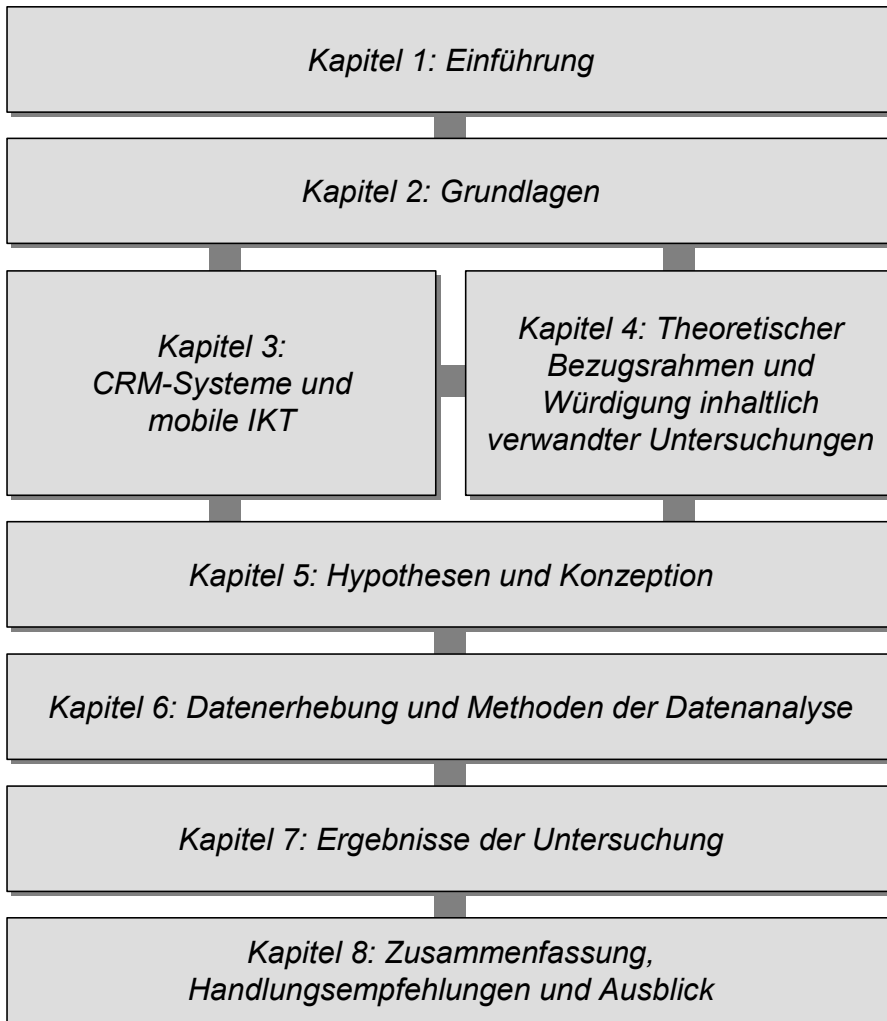 Kapitel 1: Einführung
Kapitel 2: Grundlagen
Kapitel 3:
CRM-Systeme und
mobile IKT
Kapitel 4: Theoretischer
Bezugsrahmen und
Würdigung inhaltlich
verwandter Untersuchungen
Kapitel 5: Hypothesen und Konzeption
Kapitel 6: Datenerhebung und Methoden der Datenanalyse
Kapitel 7: Ergebnisse der Untersuchung
Kapitel 8: Zusammenfassung,
Handlungsempfehlungen und Ausblick